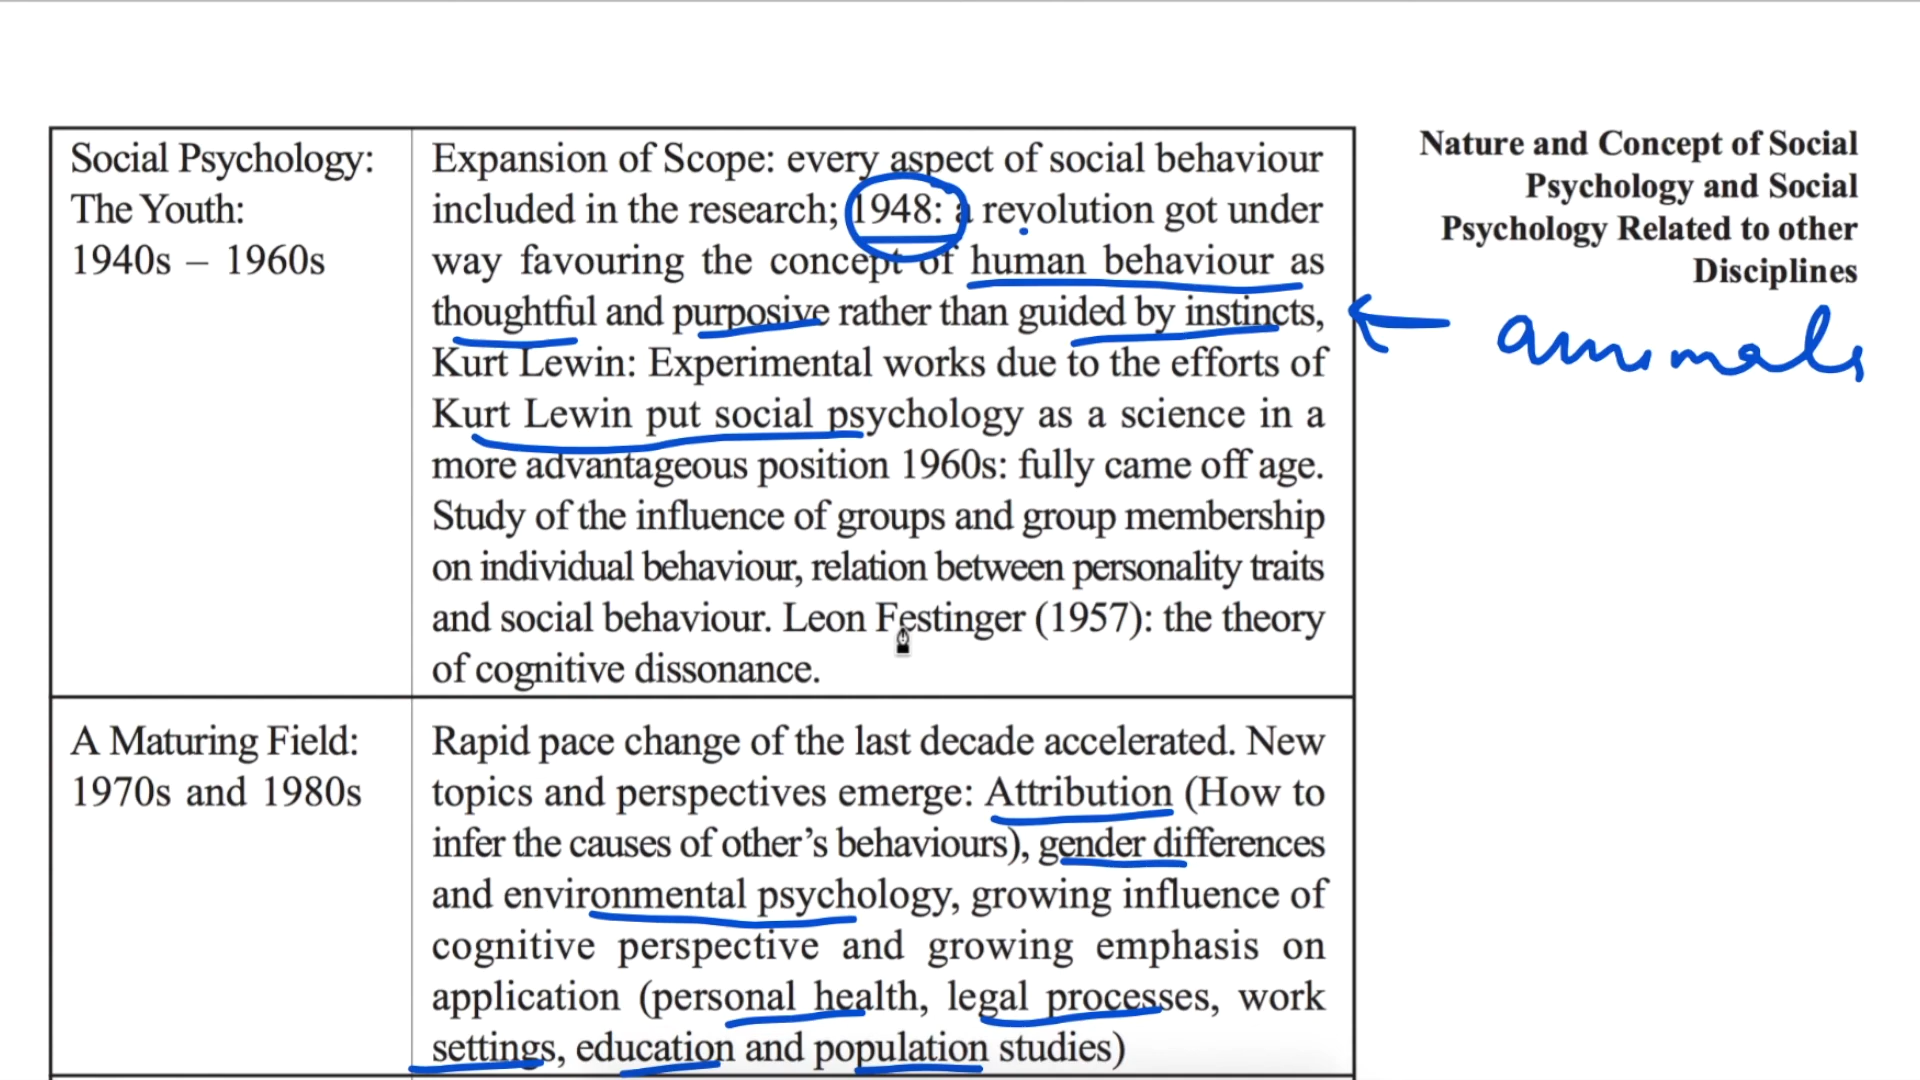 Social Psychology:
The Youth:
1940s – 1960s
Expansion of Scope: every aspect of social behaviour
included in the research; 1948: a revolution got under
way favouring the concept of human behaviour as
thoughtful and purposive rather than guided by instincts,
Kurt Lewin: Experimental works due to the efforts of
Kurt Lewin put social psychology as a science in a
more advantageous position 1960s: fully came off age.
Study of the influence of groups and group membership
on individual behaviour, relation between personality traits
and social behaviour. Leon Festinger (1957): the theory
of cognitive dissonance.
Nature and Concept of Social
Psychology and Social
Psychology Related to other
Disciplines
animals
A Maturing Field:
1970s and 1980s
Rapid pace change of the last decade accelerated. New
topics and perspectives emerge: Attribution (How to
infer the causes of other’s behaviours), gender differences
and environmental psychology, growing influence of
cognitive perspective and growing emphasis on
application (personal health, legal processes, work
settings, education and population studies)